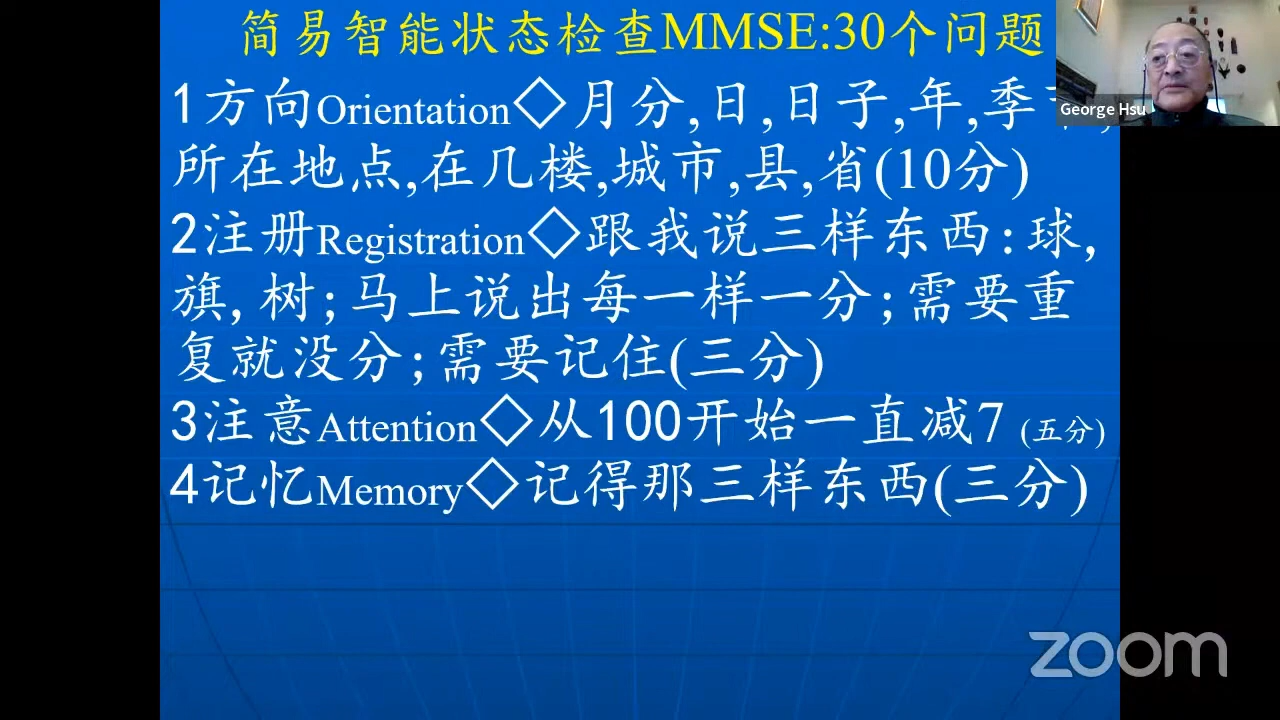 简易智能状态检查MMSE:30个问题
1方向Orientation◇月分,日,日子,年,季
所在地点,在几楼,城市,县,省(10分)
2注册Registration◇跟我说三样东西:球,
旗,树;马上说出每一样一分;需要重
复就没分;需要记住(三分)
3注意Attention◇从100开始一直减7 (五分)
4记忆Memory◇记得那三样东西(三分)
George Hsu
zoom